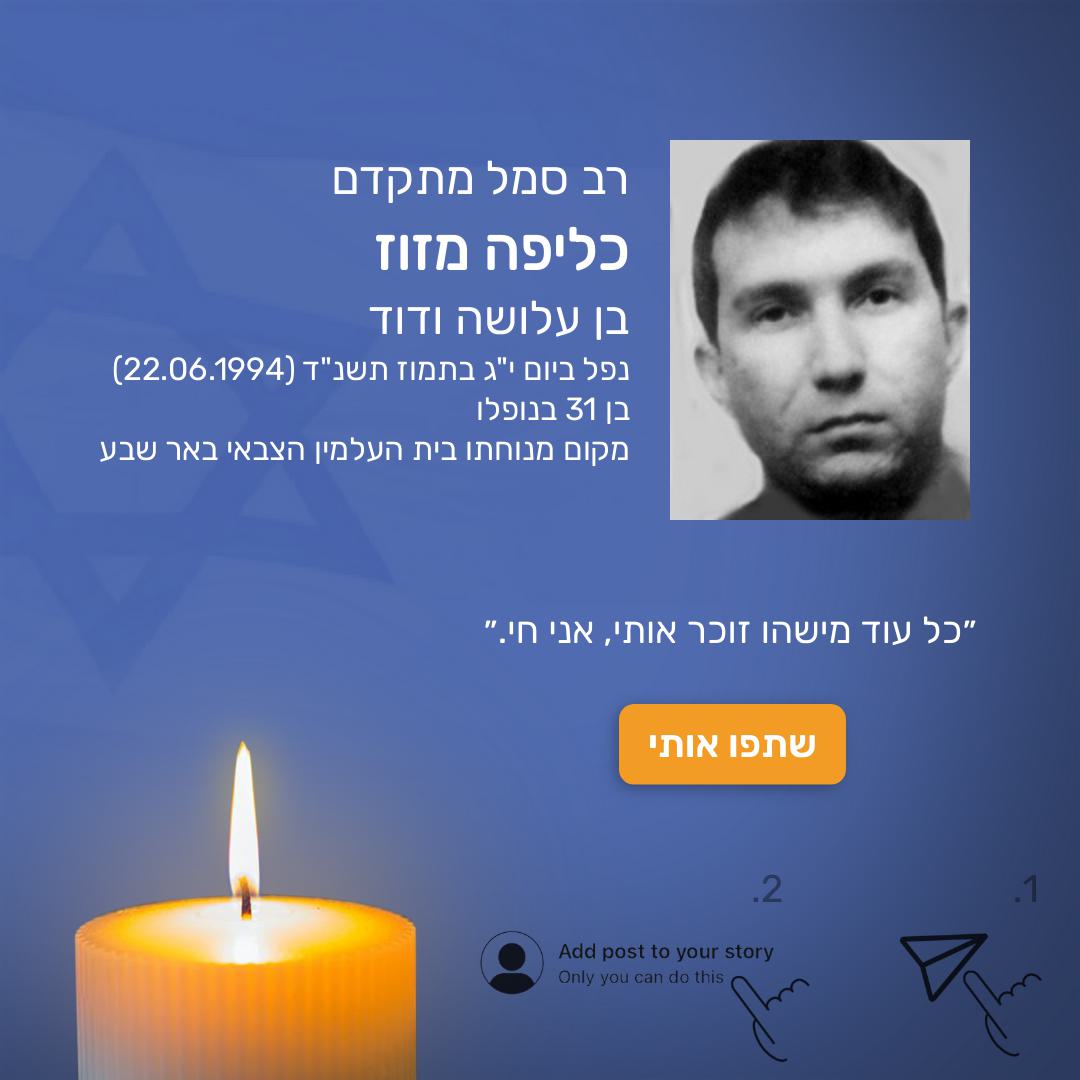 רב סמל מתקדם
כליפה מזוז
בן עלושה ודוד
נפל ביום י"ג בתמוז תשנ"ד (22.06.1994)
בן 31 בנופלו
מקום מנוחתו בית העלמין הצבאי באר שבע
״כל עוד מישהו זוכר אותי, אני חי.״
שתפו אותי
1.
2.
Add post to your story
Only you can do this